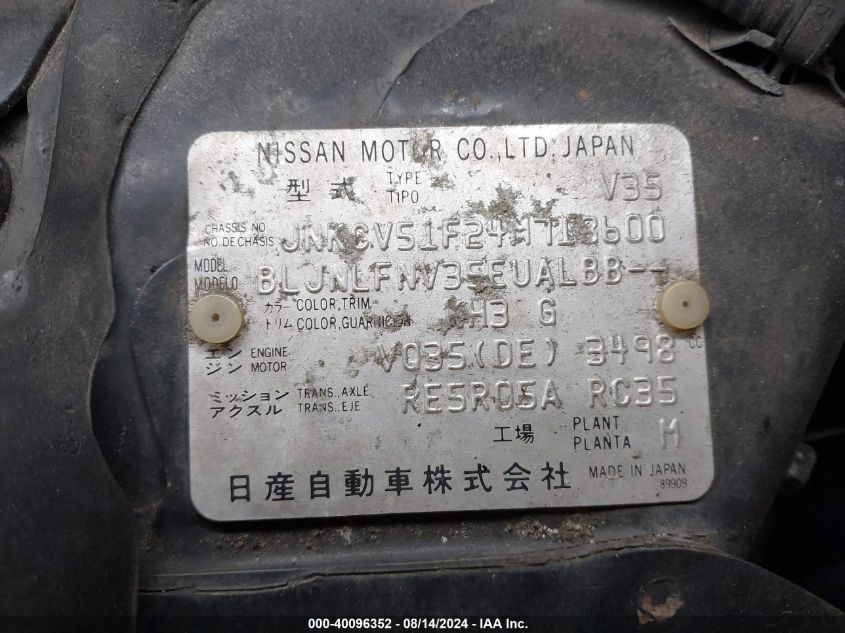 52
NISSAN MOTOR CO.,LTD, JAPAN
型式 TYPE TIPO V35
CHASSIS NO NO. DE CHASIS JNKCV51F24M713600
MODEL MODELO BLJNLFNV35EUALBB--
カラー COLOR,TRIM トリム COLOR,GUARNICION KH3 G
エンジン ENGINE MOTOR VQ35(DE) 3498 CC
ミッション TRANS.,AXLE アクスル TRANS.,EJE RE5R05A RC35
工場 PLANT PLANTA M
日産自動車株式会社 MADE IN JAPAN
89909
000-40096352 - 08/14/2024 - IAA Inc.